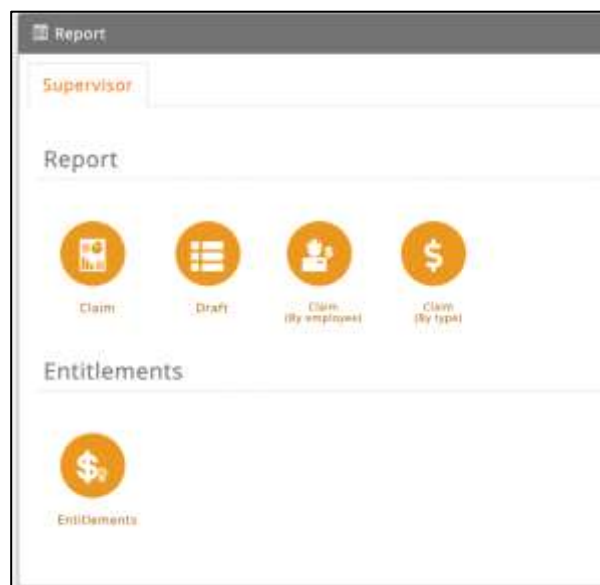 Report
Supervisor
Report
Claim
Draft
Claim
(By employee)
Claim
(By type)
Entitlements
Entitlements